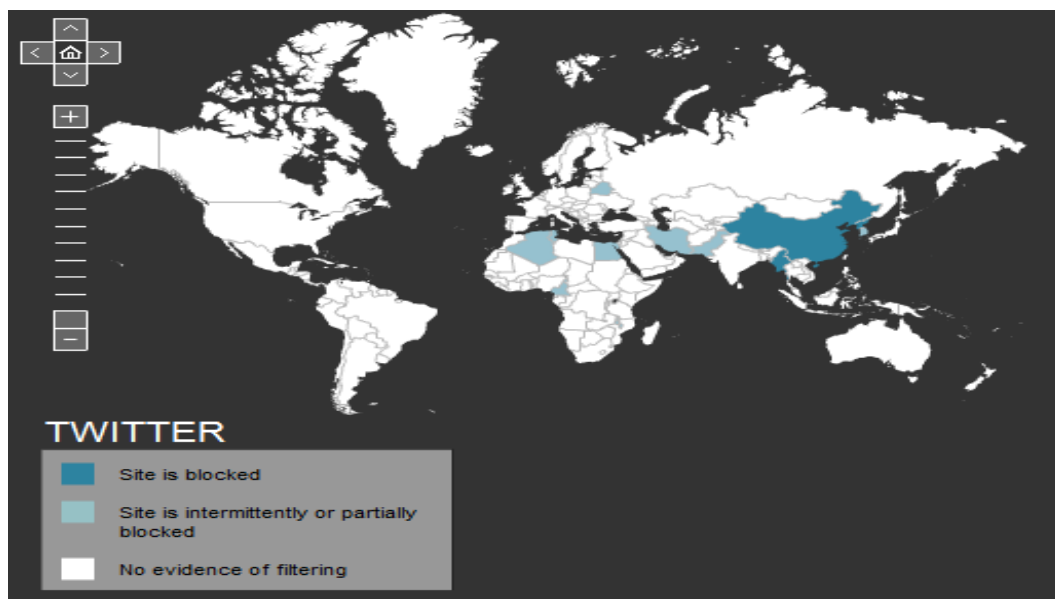 TWITTER
Site is blocked
Site is intermittently or partially
blocked
No evidence of filtering